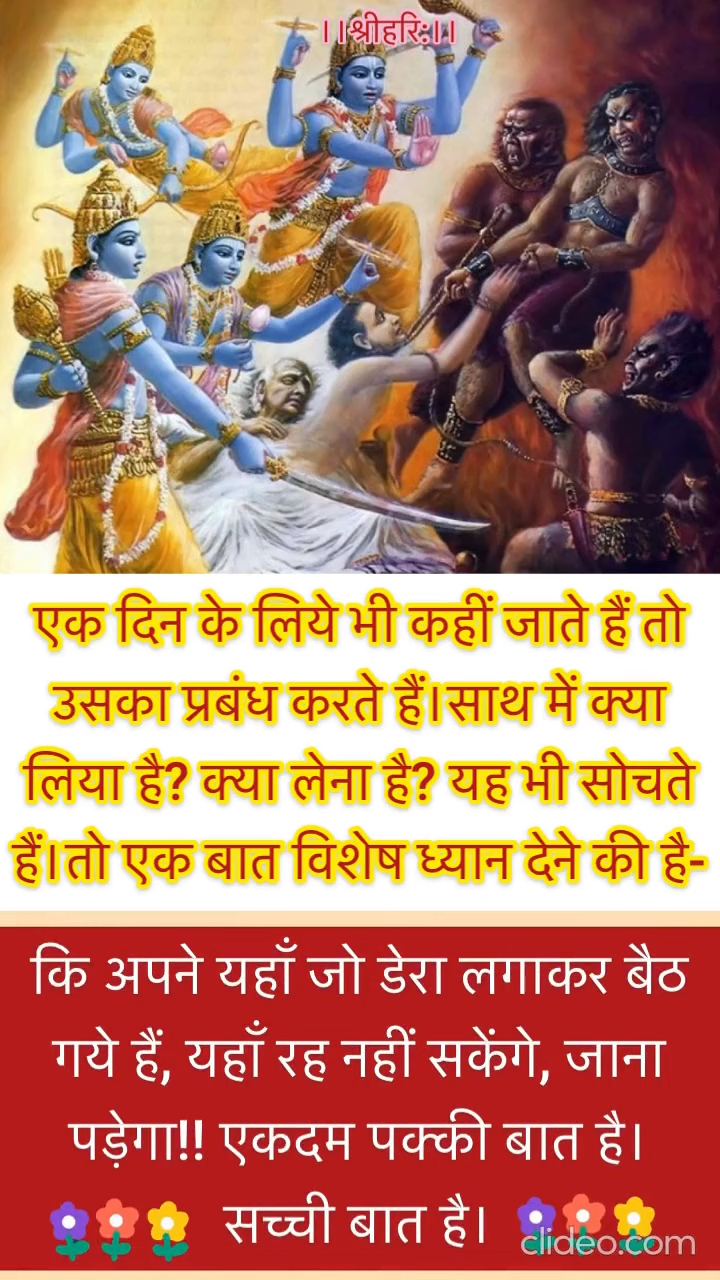 ।।श्रीहरि:।।
एक दिन के लिये भी कहीं जाते हैं तो
उसका प्रबंध करते हैं।साथ में क्या
लिया है? क्या लेना है? यह भी सोचते
हैं।तो एक बात विशेष ध्यान देने की है-
कि अपने यहाँ जो डेरा लगाकर बैठ
गये हैं, यहाँ रह नहीं सकेंगे, जाना
पड़ेगा!! एकदम पक्की बात है।
सच्ची बात है।
clideo.com